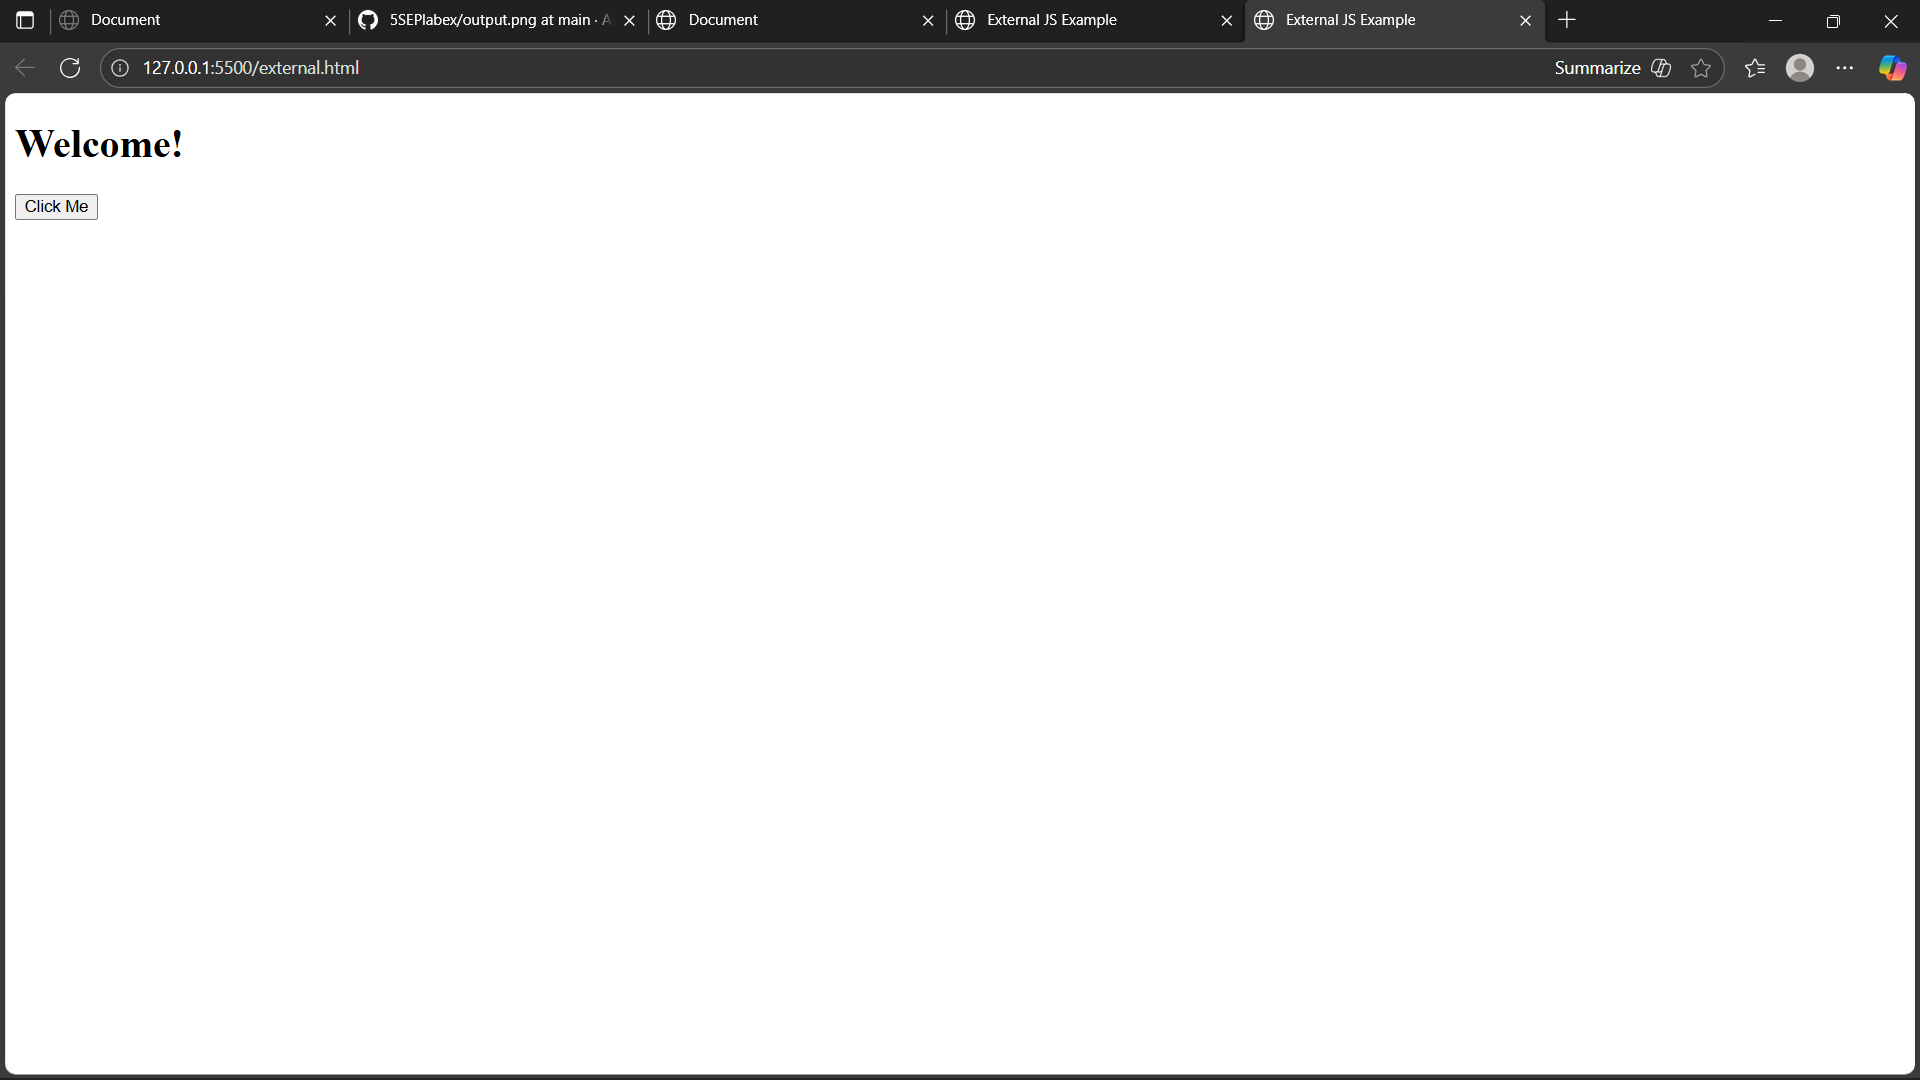 Document
5SEPlabex/output.png at main · A
Document
External JS Example
External JS Example
127.0.0.1:5500/external.html
Summarize
Welcome!
Click Me